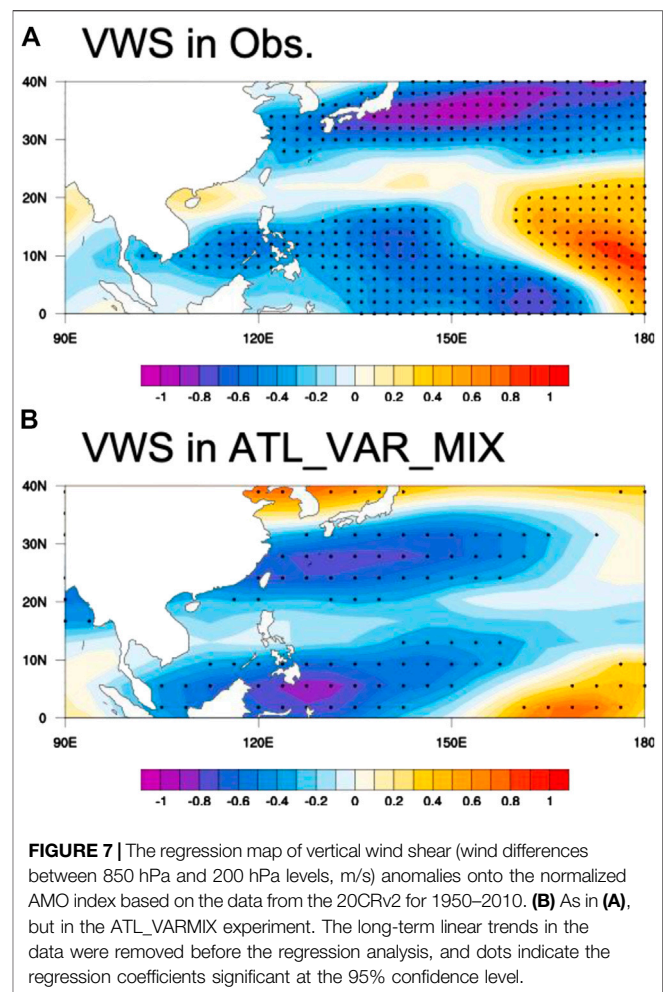 A
VWS in Obs.
40N
30N
20N
10N
0
90E 120E 150E 180
-1 -0.8 -0.6 -0.4 -0.2 0 0.2 0.4 0.6 0.8 1
B
VWS in ATL_VAR_MIX
40N
30N
20N
10N
0
90E 120E 150E 180
-1 -0.8 -0.6 -0.4 -0.2 0 0.2 0.4 0.6 0.8 1
FIGURE 7 | The regression map of vertical wind shear (wind differences
between 850 hPa and 200 hPa levels, m/s) anomalies onto the normalized
AMO index based on the data from the 20CRv2 for 1950–2010. (B) As in (A),
but in the ATL_VARMIX experiment. The long-term linear trends in the
data were removed before the regression analysis, and dots indicate the
regression coefficients significant at the 95% confidence level.